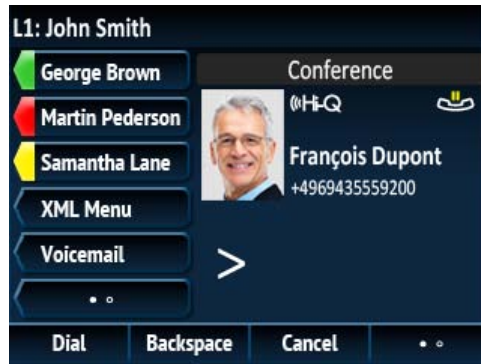 L1: John Smith
George Brown
Martin Pederson
Samantha Lane
XML Menu
Voicemail
Conference
Hi-Q
François Dupont
+4969435559200
>
Dial Backspace Cancel